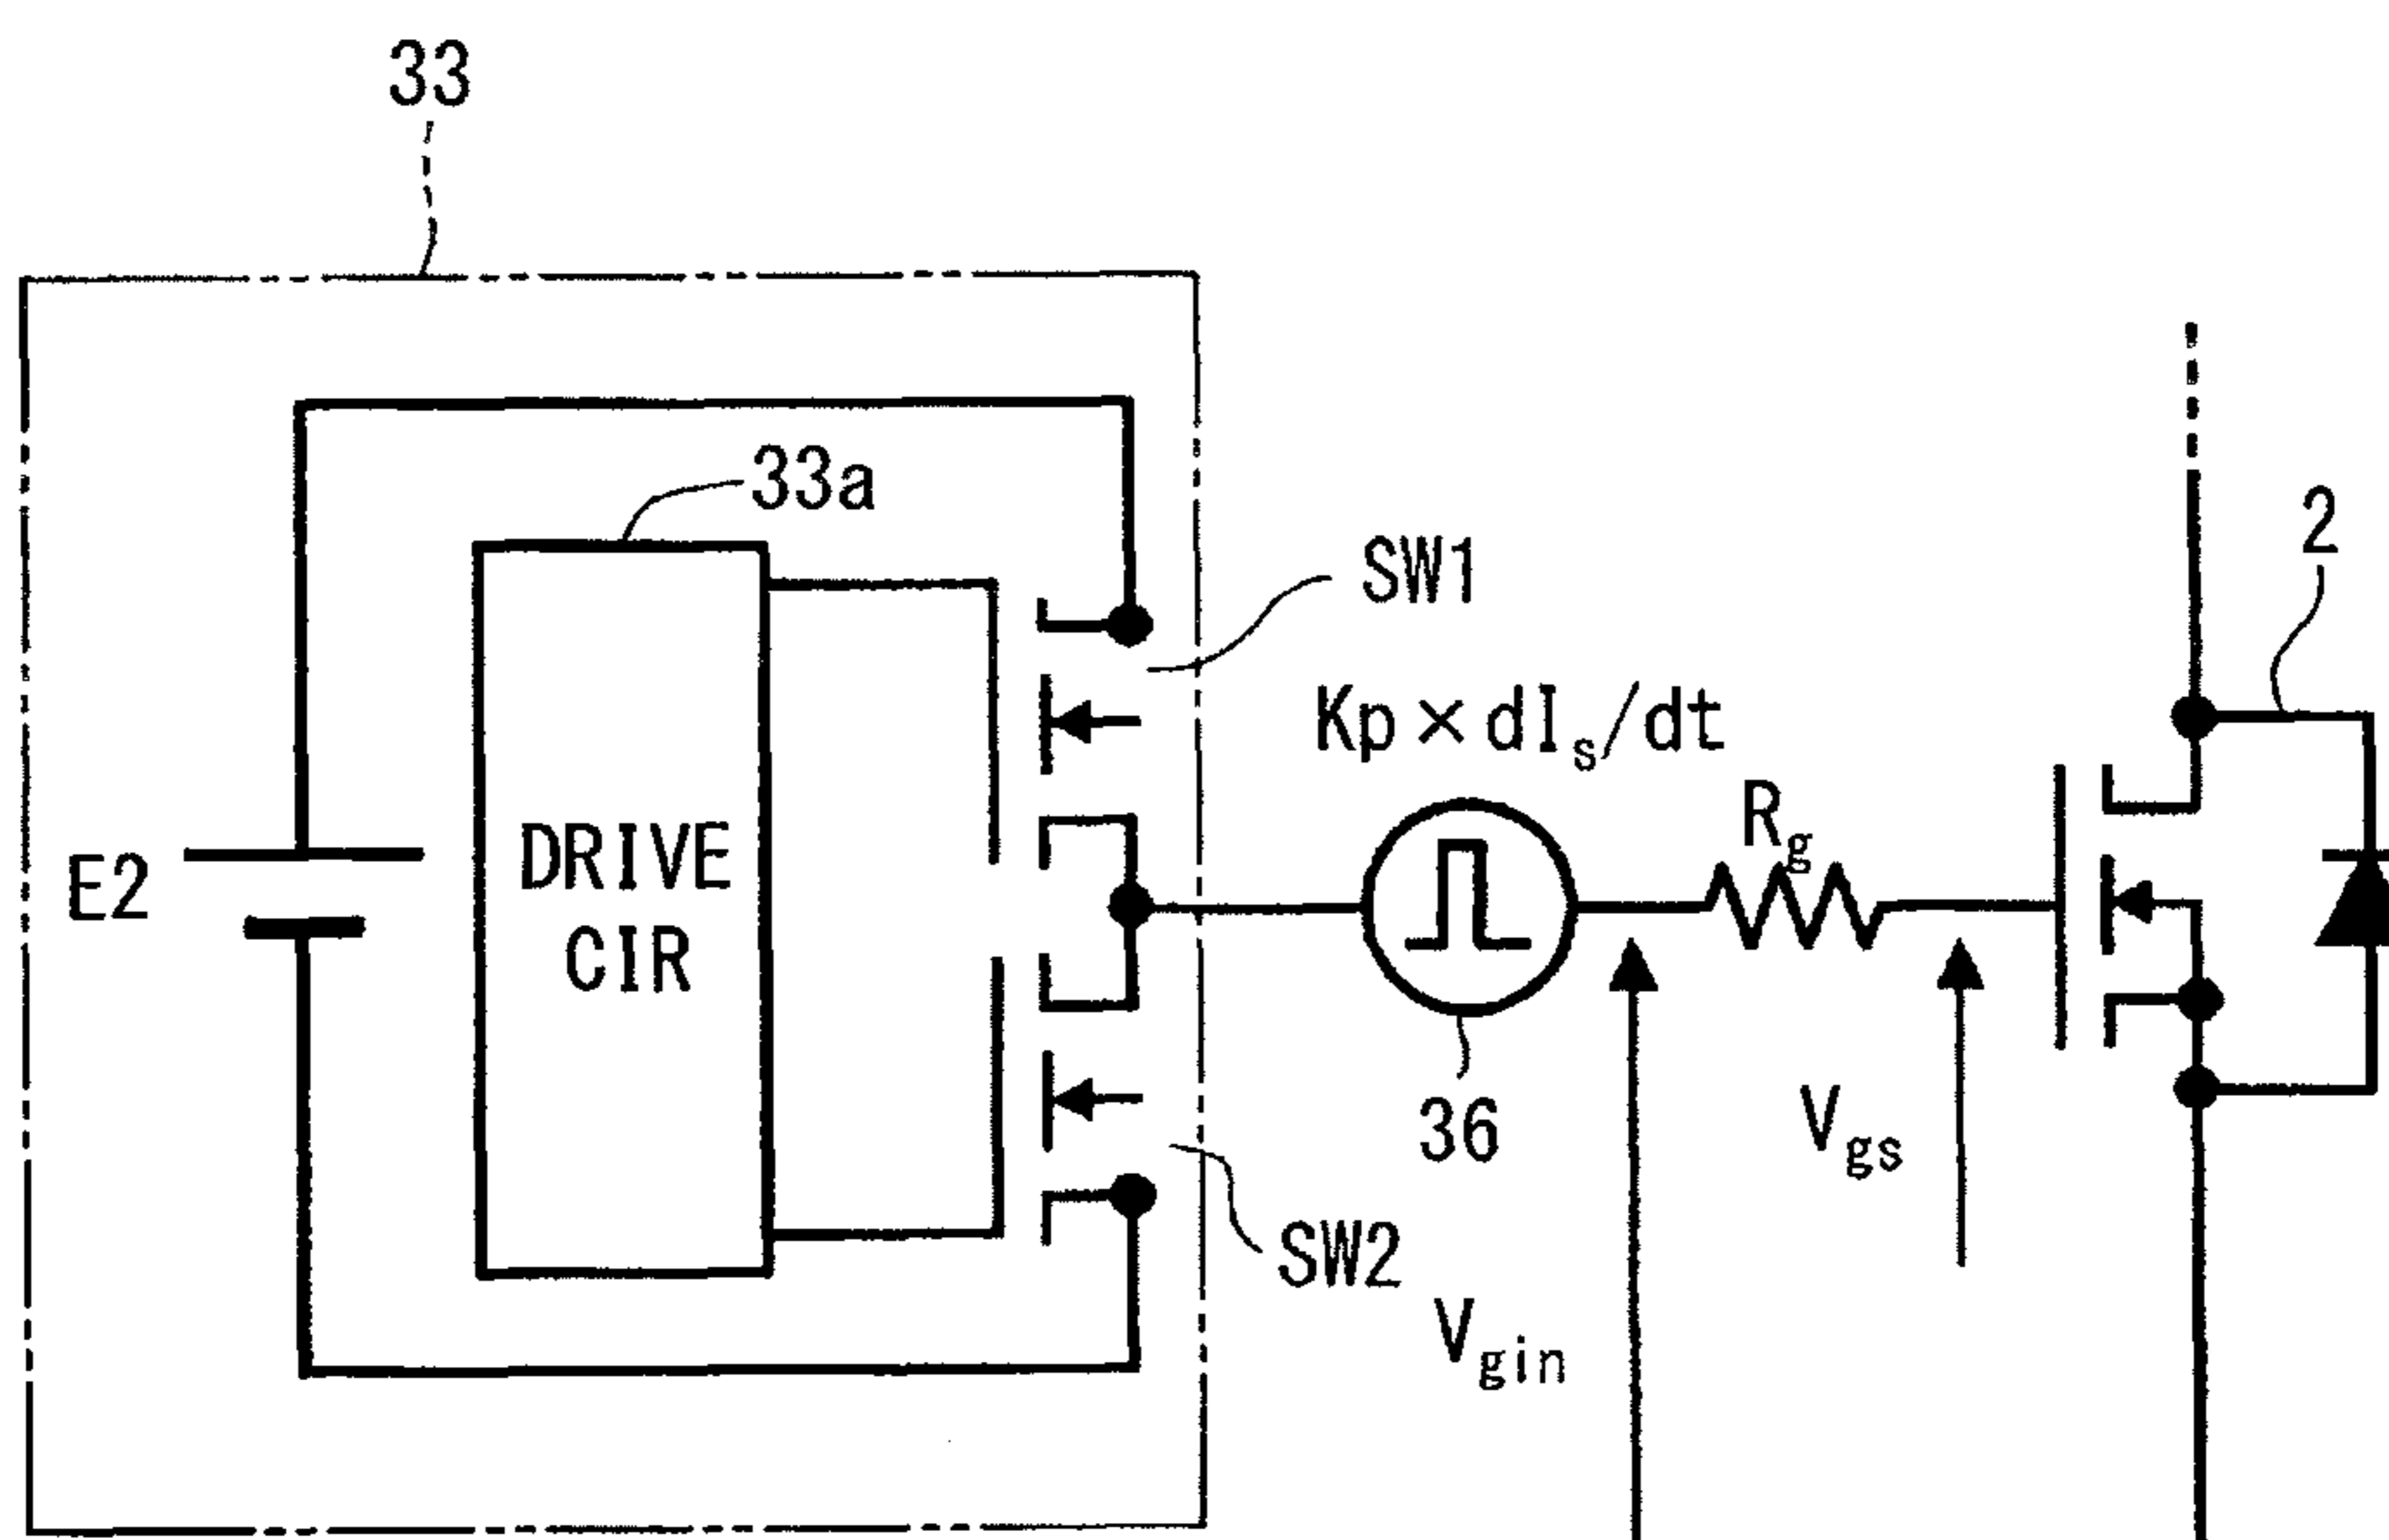 33
33a
SW1
2
Kp×dIs/dt
Rg
E2
DRIVE
CIR
36
Vgs
SW2
Vgin